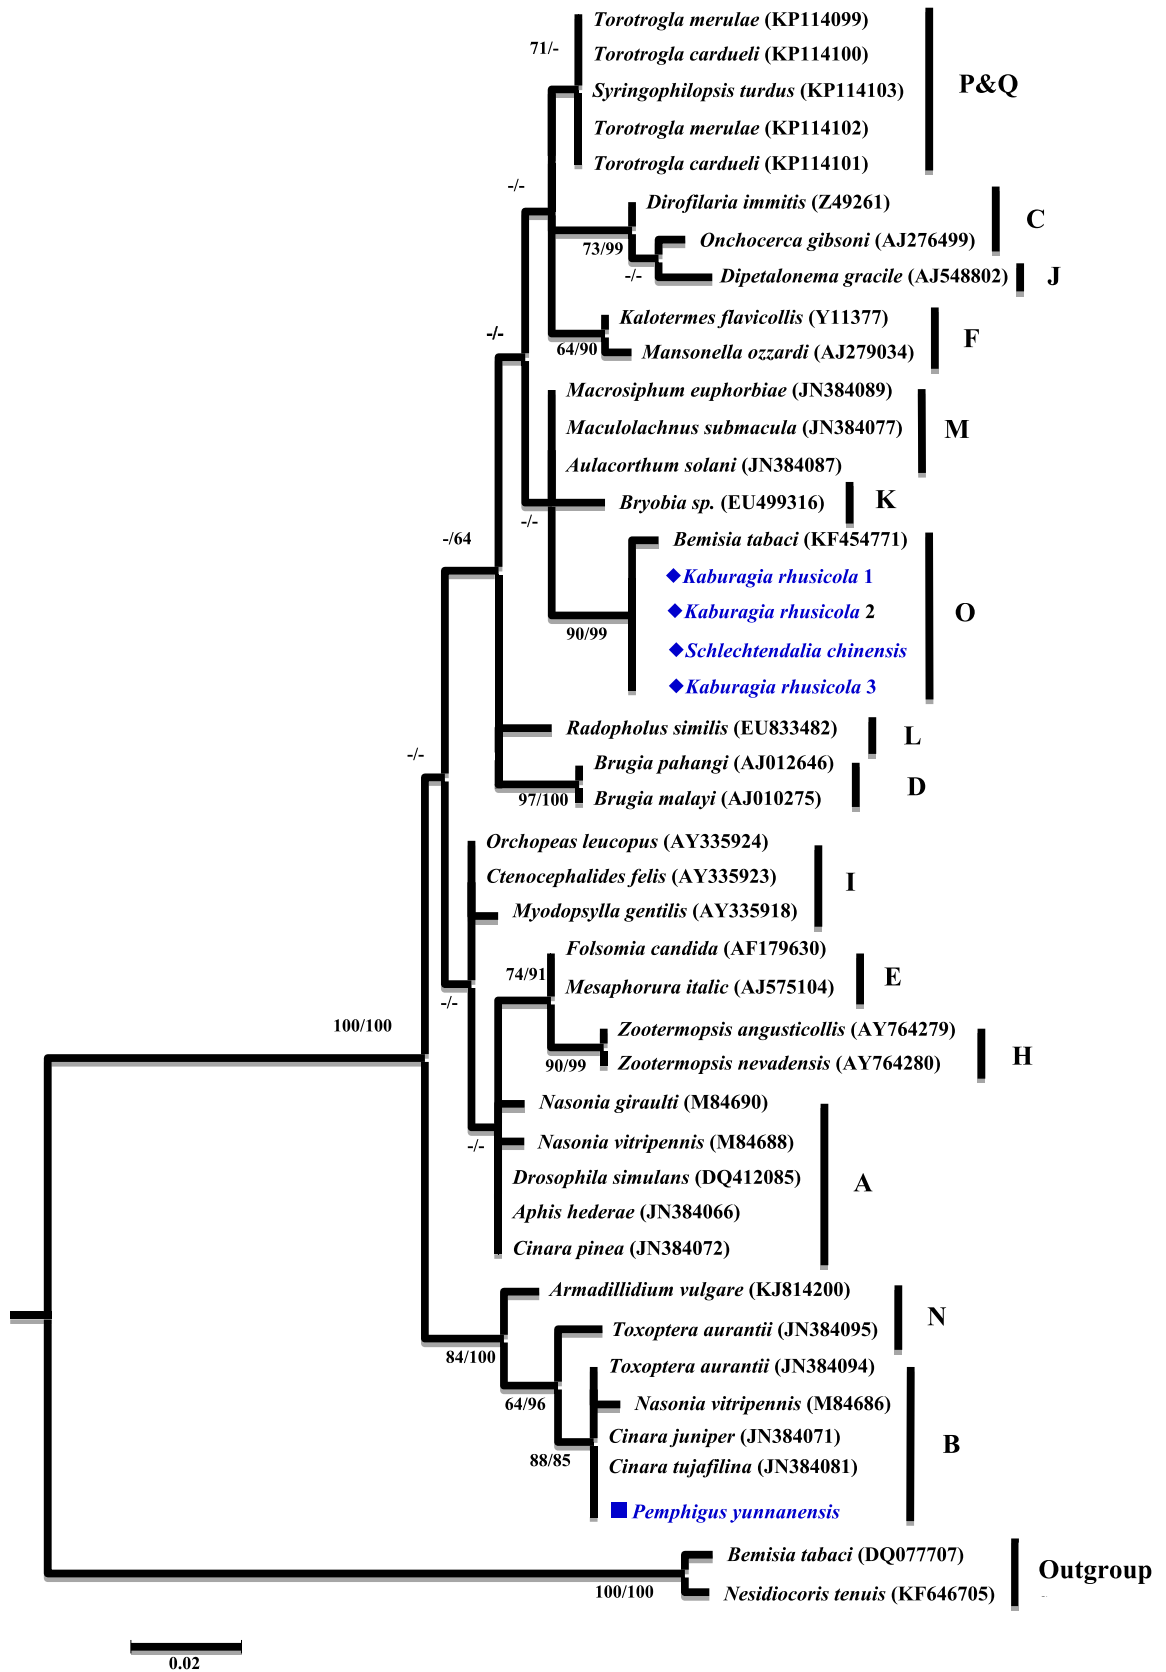 Torotrogla merulae (KP114099)
71/-
Torotrogla cardueli (KP114100)
Syringophilopsis turdus (KP114103)
P&Q
Torotrogla merulae (KP114102)
Torotrogla cardueli (KP114101)
-/-
Dirofilaria immitis (Z49261)
C
Onchocerca gibsoni (AJ276499)
73/99
-/-
Dipetalonema gracile (AJ548802)
J
Kalotermes flavicollis (Y11377)
-/-
F
64/90
Mansonella ozzardi (AJ279034)
Macrosiphum euphorbiae (JN384089)
Maculolachnus submacula (JN384077)
M
Aulacorthum solani (JN384087)
Bryobia sp. (EU499316)
K
-/-
-/64
Bemisia tabaci (KF454771)
Kaburagia rhusicola 1
Kaburagia rhusicola 2
O
90/99
Schlechtendalia chinensis
Kaburagia rhusicola 3
Radopholus similis (EU833482)
L
-/-
Brugia pahangi (AJ012646)
D
97/100
Brugia malayi (AJ010275)
Orchopeas leucopus (AY335924)
Ctenocephalides felis (AY335923)
I
Myodopsylla gentilis (AY335918)
Folsomia candida (AF179630)
74/91
E
Mesaphorura italic (AJ575104)
-/-
100/100
Zootermopsis angusticollis (AY764279)
H
90/99
Zootermopsis nevadensis (AY764280)
Nasonia giraulti (M84690)
Nasonia vitripennis (M84688)
-/-
Drosophila simulans (DQ412085)
A
Aphis hederae (JN384066)
Cinara pinea (JN384072)
Armadillidium vulgare (KJ814200)
N
Toxoptera aurantii (JN384095)
84/100
Toxoptera aurantii (JN384094)
64/96
Nasonia vitripennis (M84686)
Cinara juniper (JN384071)
B
88/85
Cinara tujafilina (JN384081)
Pemphigus yunnanensis
Bemisia tabaci (DQ077707)
Outgroup
100/100
Nesidiocoris tenuis (KF646705)
0.02